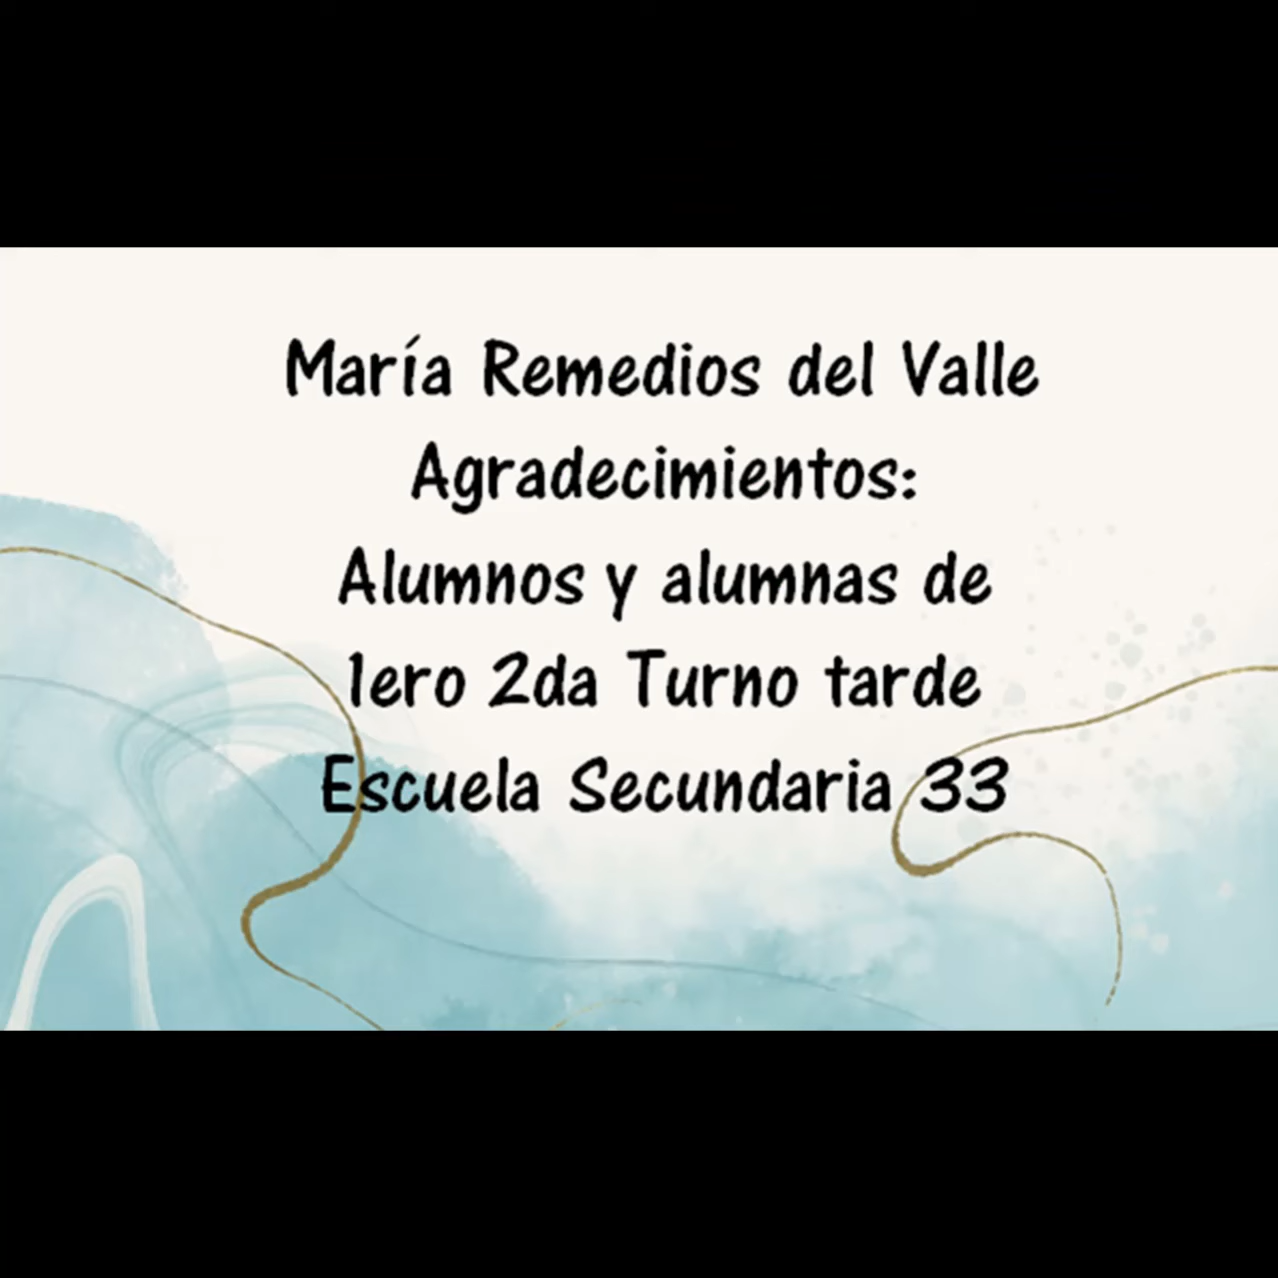 María Remedios del Valle
Agradecimientos:
Alumnos y alumnas de
1ero 2da Turno tarde
Escuela Secundaria 33